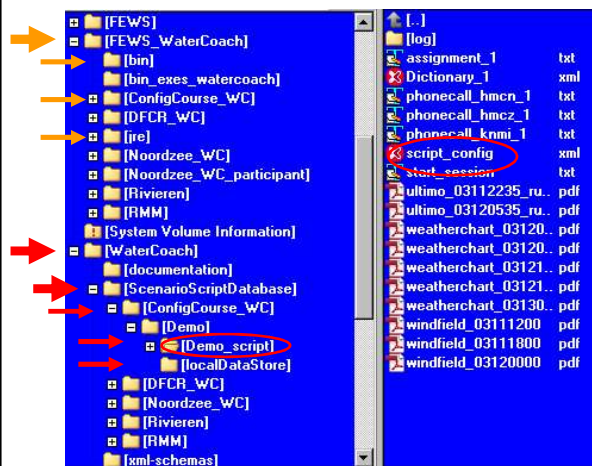 [FEWS]
[FEWS_WaterCoach]
[bin]
[bin_exes_watercoach]
[ConfigCourse_WC]
[DFCR_WC]
[jre]
[Noordzee_WC]
[Noordzee_WC_participant]
[Rivieren]
[RMM]
[System Volume Information]
[WaterCoach]
[documentation]
[ScenarioScriptDatabase]
[ConfigCourse_WC]
[Demo]
[Demo_script]
[localDataStore]
[DFCR_WC]
[Noordzee_WC]
[Rivieren]
[RMM]
[xml-schemas]
[..]
[log]
assignment_1 txt
Dictionary_1 xml
phonecall_hmcn_1 txt
phonecall_hmcz_1 txt
phonecall_knmi_1 txt
script_config xml
start_session txt
ultimo_03112235_ru.. pdf
ultimo_03120535_ru.. pdf
weatherchart_03120.. pdf
weatherchart_03120.. pdf
weatherchart_03121.. pdf
weatherchart_03121.. pdf
weatherchart_03130.. pdf
windfield_03111200 pdf
windfield_03111800 pdf
windfield_03120000 pdf